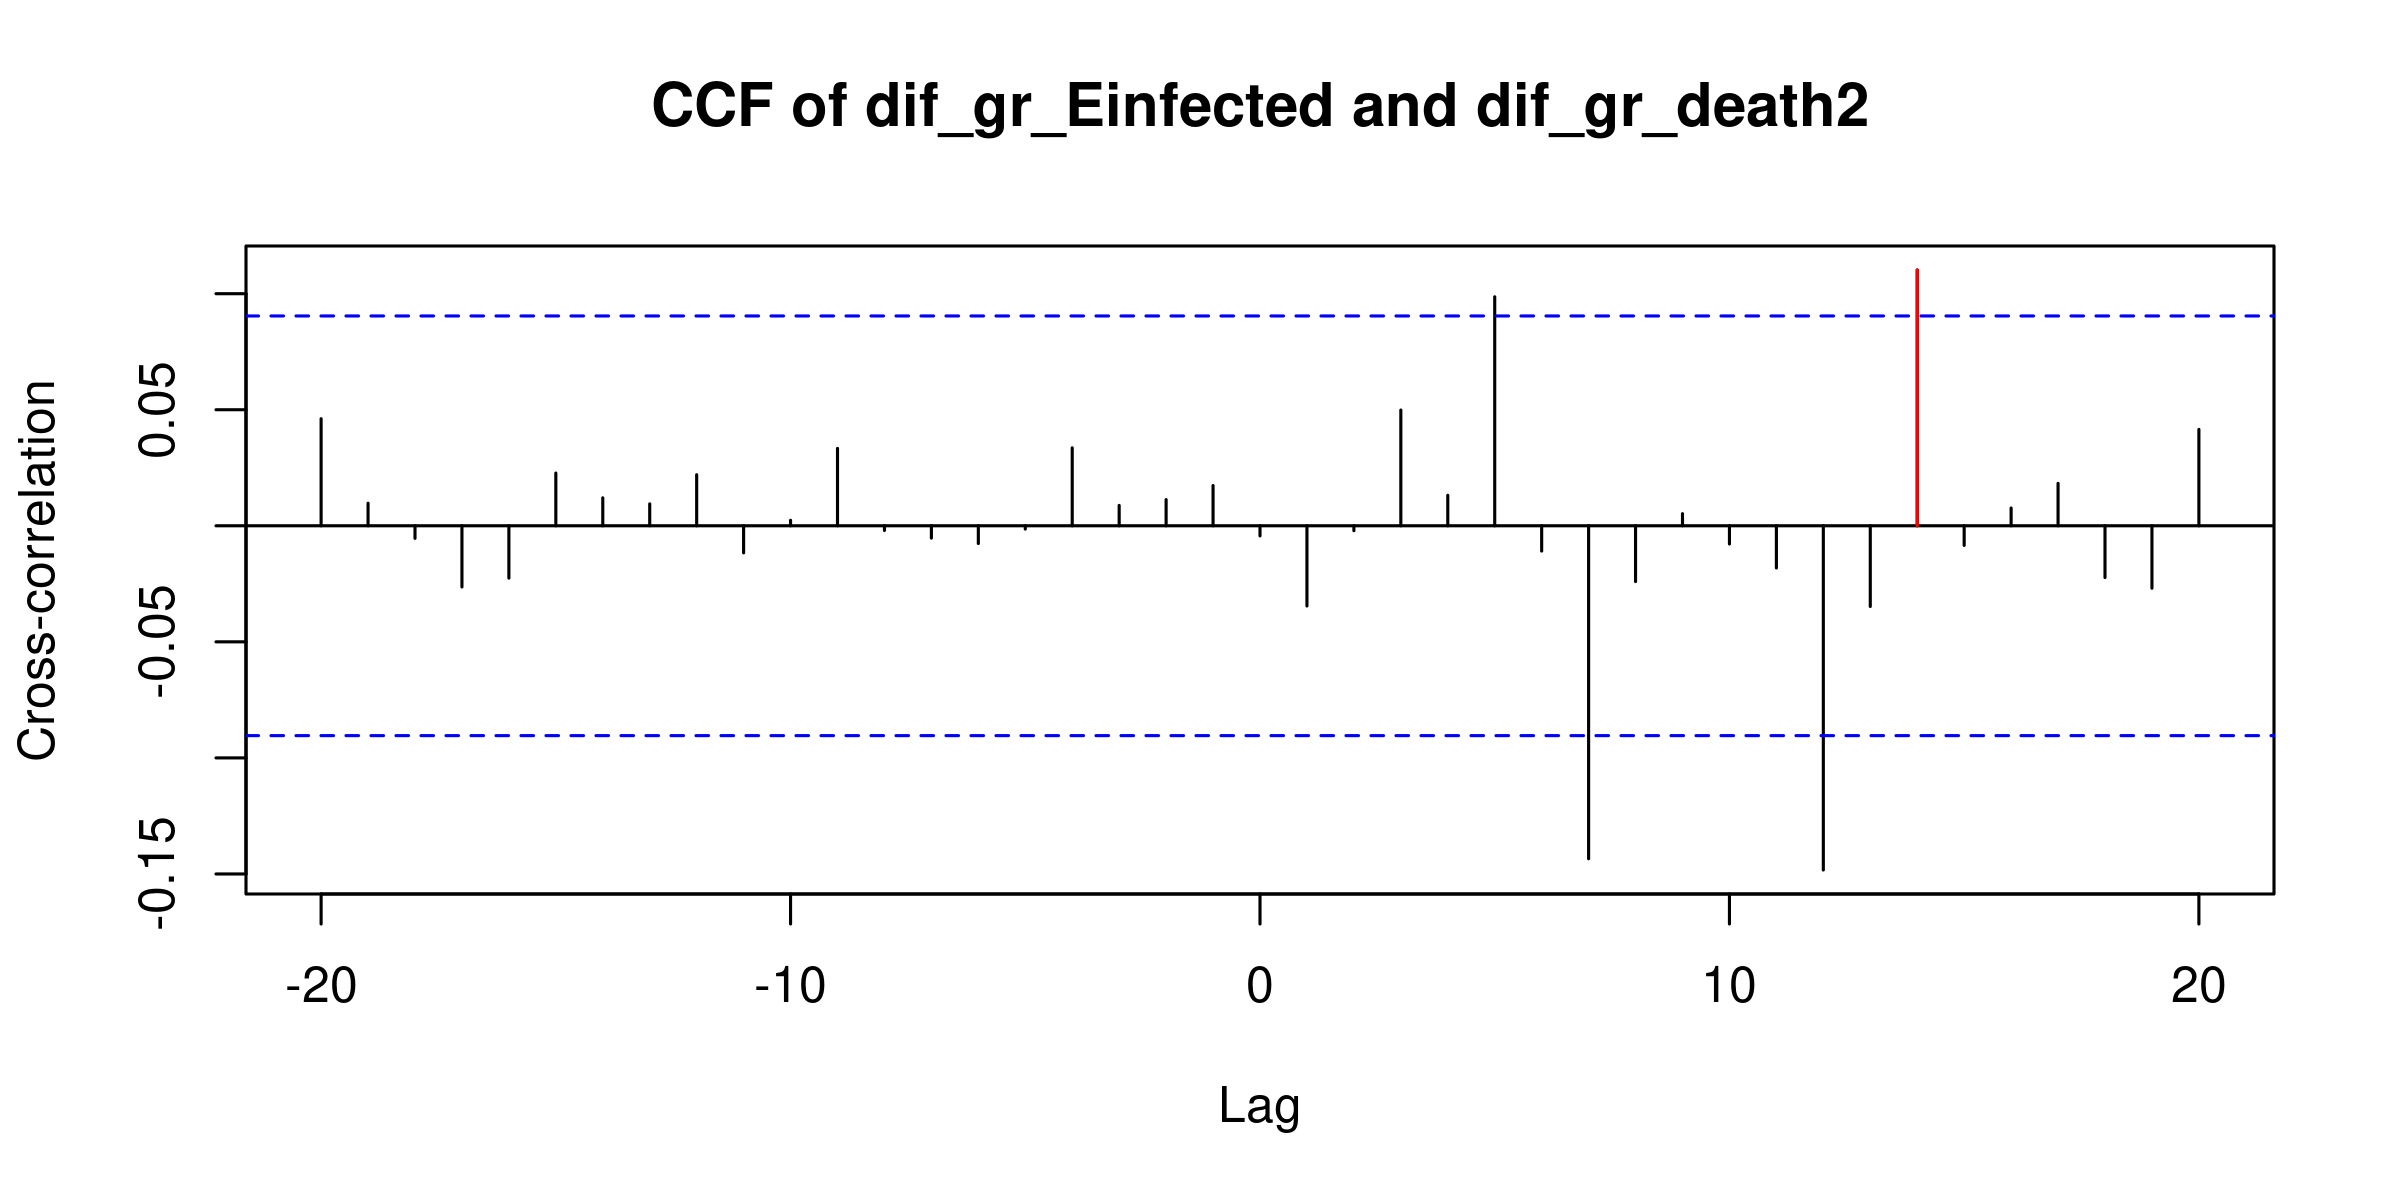 CCF of dif_gr_Einfected and dif_gr_death2
Cross-correlation
0.05
-0.05
-0.15
-20 -10 0 10 20
Lag